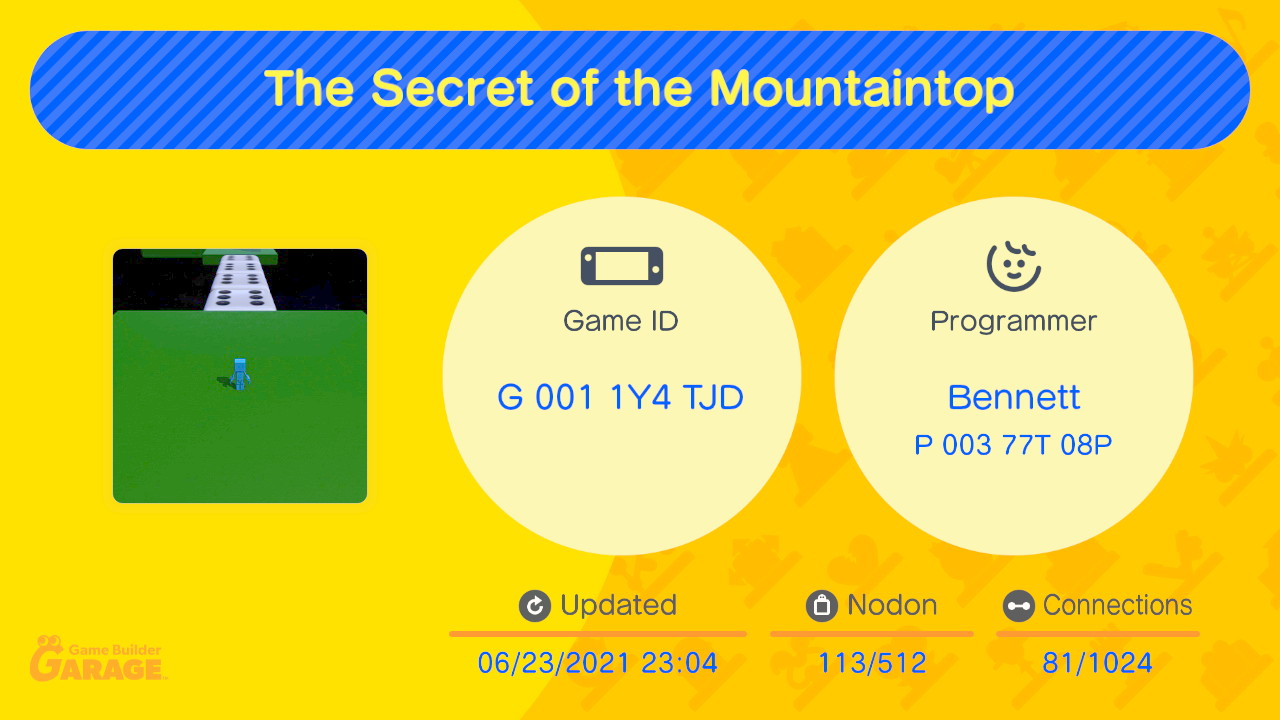 The Secret of the Mountaintop
Game ID
G 001 1Y4 TJD
Programmer
Bennett
P 003 77T 08P
Updated
06/23/2021 23:04
Nodon
113/512
Connections
81/1024
Game Builder
GARAGE